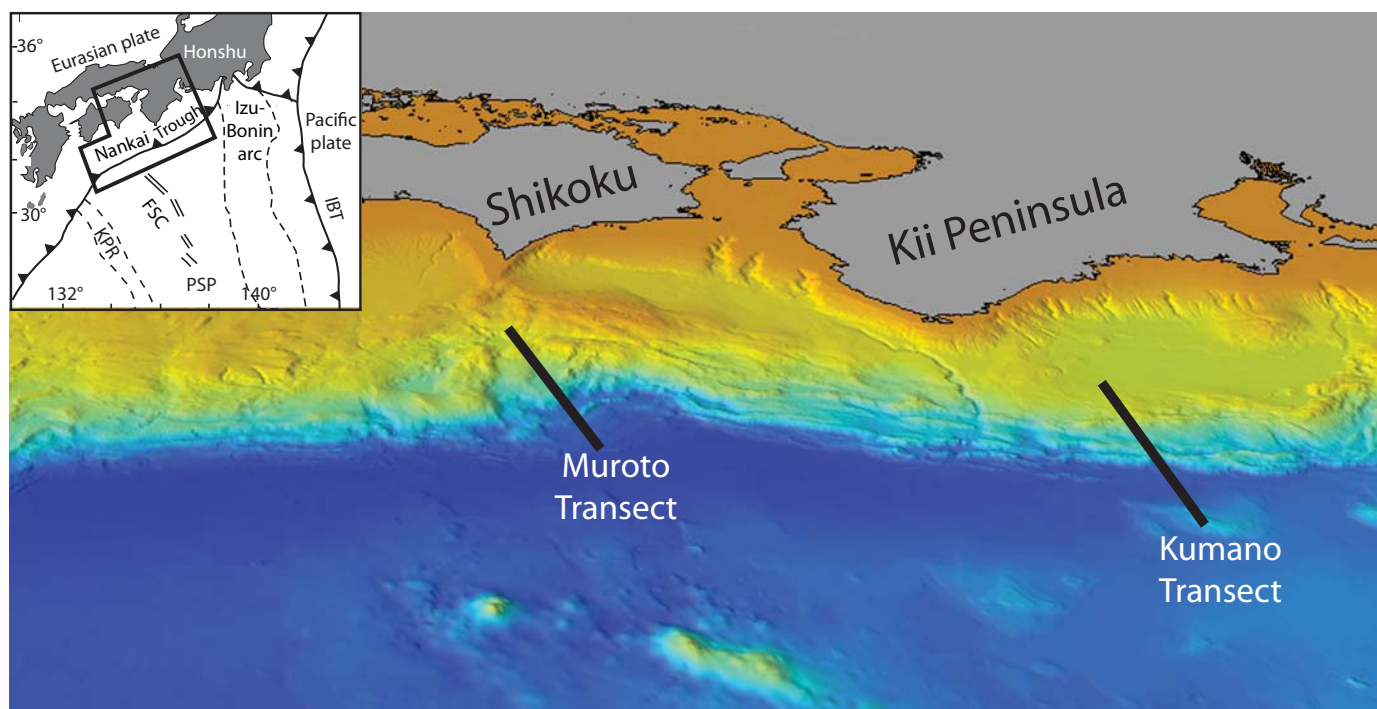 36°
Eurasian plate
Honshu
Nankai Trough
Izu-
Bonin
arc
Pacific
plate
30°
KPR
FSC
IBT
PSP
132°
140°
Shikoku
Kii Peninsula
Muroto
Transect
Kumano
Transect